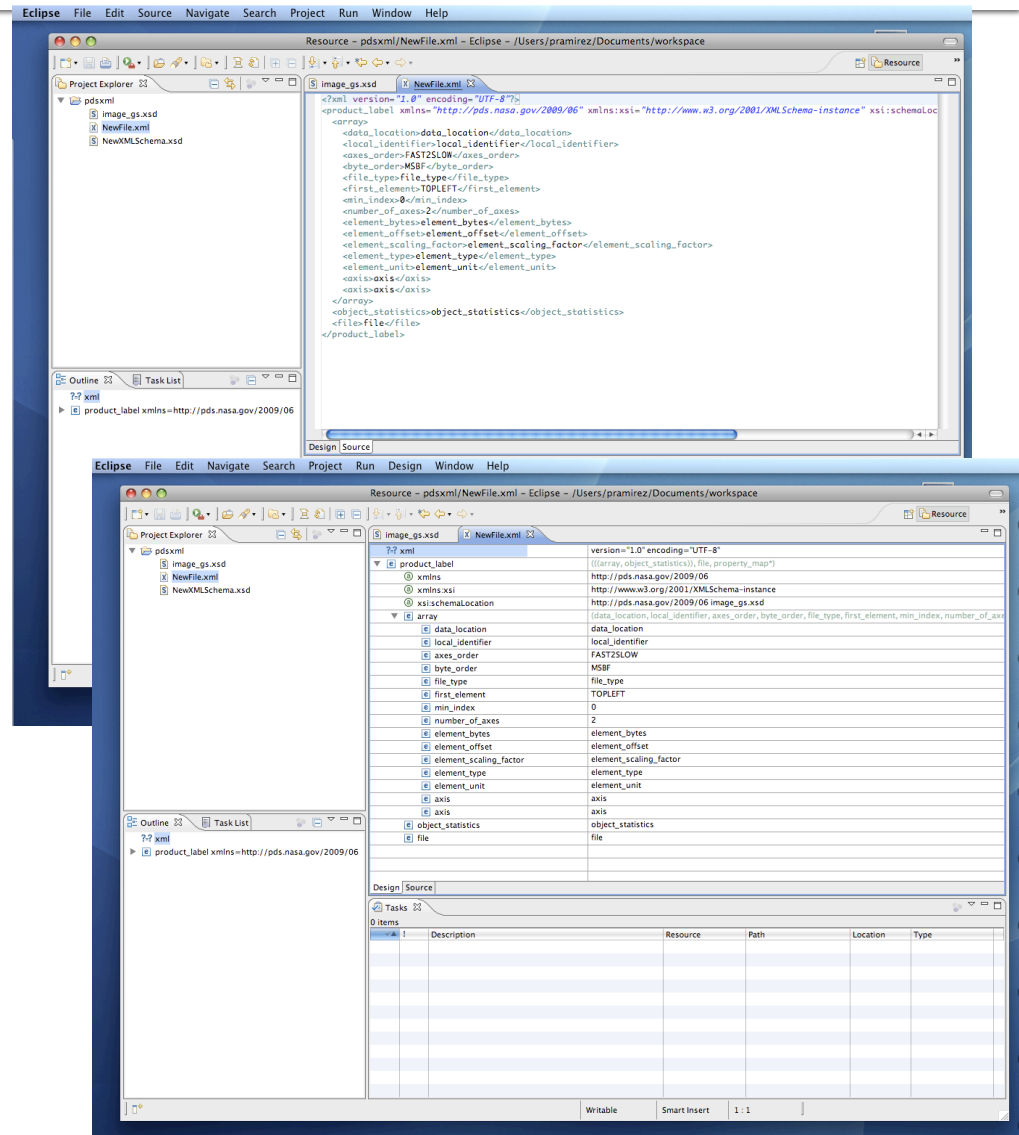 Eclipse File Edit Source Navigate Search Project Run Window Help
Resource – pdsxml/NewFile.xml – Eclipse – /Users/pramirez/Documents/workspace
Resource »
Project Explorer
pdsxml
image_gs.xsd
NewFile.xml
NewXMLSchema.xsd
Outline Task List
?-? xml
product_label xmlns=http://pds.nasa.gov/2009/06
image_gs.xsd NewFile.xml
<?xml version="1.0" encoding="UTF-8"?>
<product_label xmlns="http://pds.nasa.gov/2009/06" xmlns:xsi="http://www.w3.org/2001/XMLSchema-instance" xsi:schemaLoc
<array>
<data_location>data_location</data_location>
<local_identifier>local_identifier</local_identifier>
<axes_order>FAST2SLOW</axes_order>
<byte_order>MSBF</byte_order>
<file_type>file_type</file_type>
<first_element>TOPLEFT</first_element>
<min_index>0</min_index>
<number_of_axes>2</number_of_axes>
<element_bytes>element_bytes</element_bytes>
<element_offset>element_offset</element_offset>
<element_scaling_factor>element_scaling_factor</element_scaling_factor>
<element_type>element_type</element_type>
<element_unit>element_unit</element_unit>
<axis>axis</axis>
<axis>axis</axis>
</array>
<object_statistics>object_statistics</object_statistics>
<file>file</file>
</product_label>
Design Source
Eclipse File Edit Navigate Search Project Run Design Window Help
Resource – pdsxml/NewFile.xml – Eclipse – /Users/pramirez/Documents/workspace
Resource »
Project Explorer
pdsxml
image_gs.xsd
NewFile.xml
NewXMLSchema.xsd
Outline Task List
?-? xml
product_label xmlns=http://pds.nasa.gov/2009/06
image_gs.xsd NewFile.xml
?-? xml version="1.0" encoding="UTF-8"
e product_label (((array, object_statistics)), file, property_map*)
a xmlns http://pds.nasa.gov/2009/06
a xmlns:xsi http://www.w3.org/2001/XMLSchema-instance
a xsi:schemaLocation http://pds.nasa.gov/2009/06 image_gs.xsd
e array (data_location, local_identifier, axes_order, byte_order, file_type, first_element, min_index, number_of_axe
e data_location data_location
e local_identifier local_identifier
e axes_order FAST2SLOW
e byte_order MSBF
e file_type file_type
e first_element TOPLEFT
e min_index 0
e number_of_axes 2
e element_bytes element_bytes
e element_offset element_offset
e element_scaling_factor element_scaling_factor
e element_type element_type
e element_unit element_unit
e axis axis
e axis axis
e object_statistics object_statistics
e file file
Design Source
Tasks
0 items
! Description Resource Path Location Type
Writable Smart Insert 1 : 1